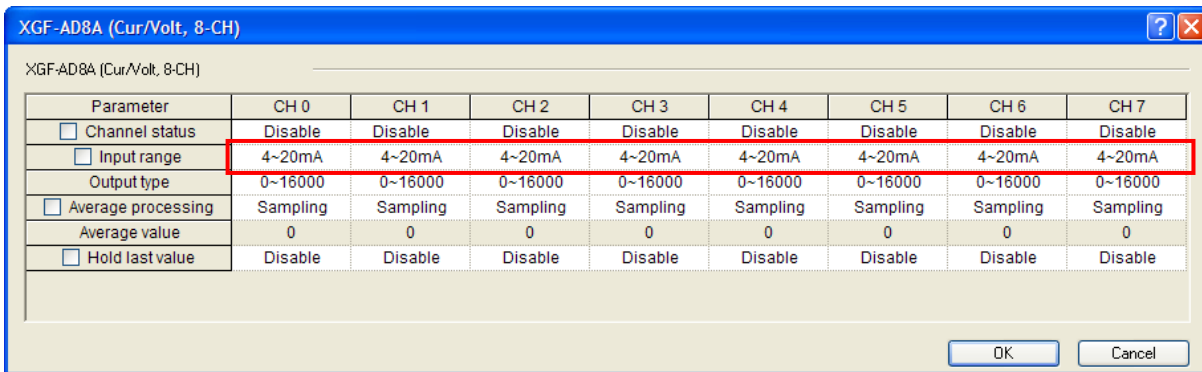 XGF-AD8A (Cur/Volt, 8-CH)
XGF-AD8A (Cur/Volt, 8-CH)
Parameter CH 0 CH 1 CH 2 CH 3 CH 4 CH 5 CH 6 CH 7
Channel status Disable Disable Disable Disable Disable Disable Disable Disable
Input range 4~20mA 4~20mA 4~20mA 4~20mA 4~20mA 4~20mA 4~20mA 4~20mA
Output type 0~16000 0~16000 0~16000 0~16000 0~16000 0~16000 0~16000 0~16000
Average processing Sampling Sampling Sampling Sampling Sampling Sampling Sampling Sampling
Average value 0 0 0 0 0 0 0 0
Hold last value Disable Disable Disable Disable Disable Disable Disable Disable
OK Cancel